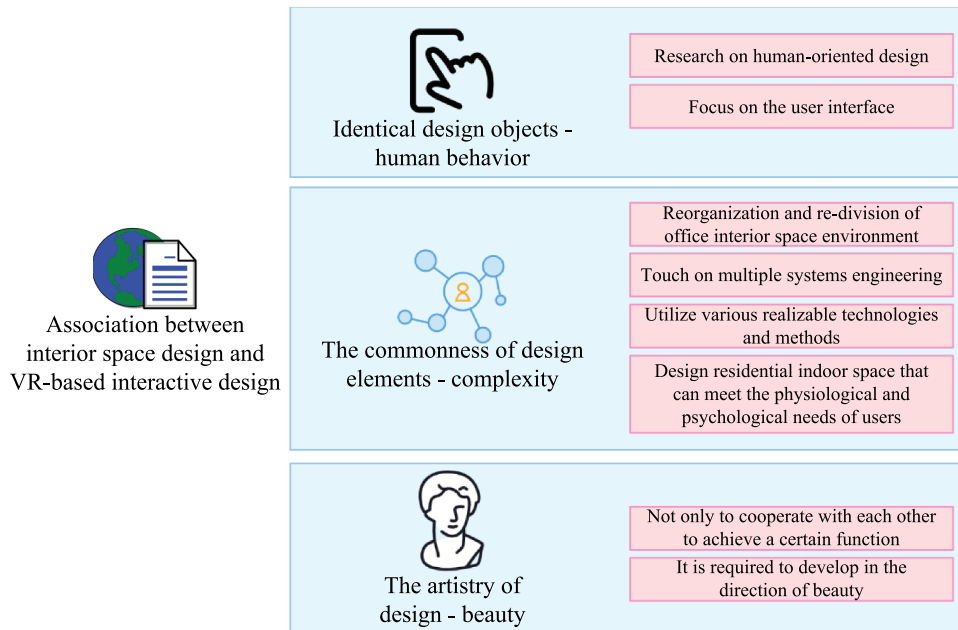 Association between
interior space design and
VR-based interactive design
Identical design objects -
human behavior
Research on human-oriented design
Focus on the user interface
The commonness of design
elements - complexity
Reorganization and re-division of
office interior space environment
Touch on multiple systems engineering
Utilize various realizable technologies
and methods
Design residential indoor space that
can meet the physiological and
psychological needs of users
The artistry of
design - beauty
Not only to cooperate with each other
to achieve a certain function
It is required to develop in the
direction of beauty